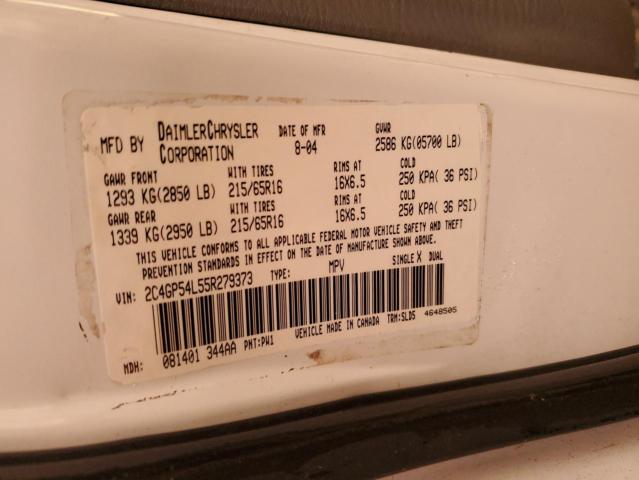 MFD BY DAIMLERCHRYSLER CORPORATION DATE OF MFR 8-04 GVWR 2586 KG(05700 LB)
GAWR FRONT WITH TIRES RIMS AT COLD
1293 KG(2850 LB) 215/65R16 16X6.5 250 KPA( 36 PSI)
GAWR REAR WITH TIRES RIMS AT COLD
1339 KG(2950 LB) 215/65R16 16X6.5 250 KPA( 36 PSI)
THIS VEHICLE CONFORMS TO ALL APPLICABLE FEDERAL MOTOR VEHICLE SAFETY AND THEFT
PREVENTION STANDARDS IN EFFECT ON THE DATE OF MANUFACTURE SHOWN ABOVE.
VIN: 2C4GP54L55R279373 TYPE: MPV SINGLE X DUAL
MDH: 081401 344AA PNT:PW1 VEHICLE MADE IN CANADA TRM:SLD5 4648505